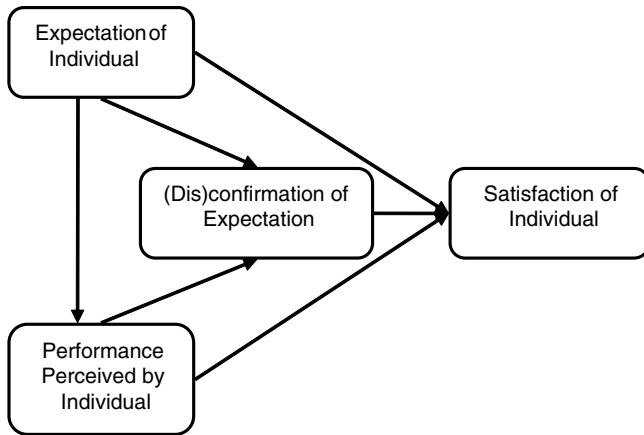 Expectation of
Individual
(Dis)confirmation of
Expectation
Satisfaction of
Individual
Performance
Perceived by
Individual